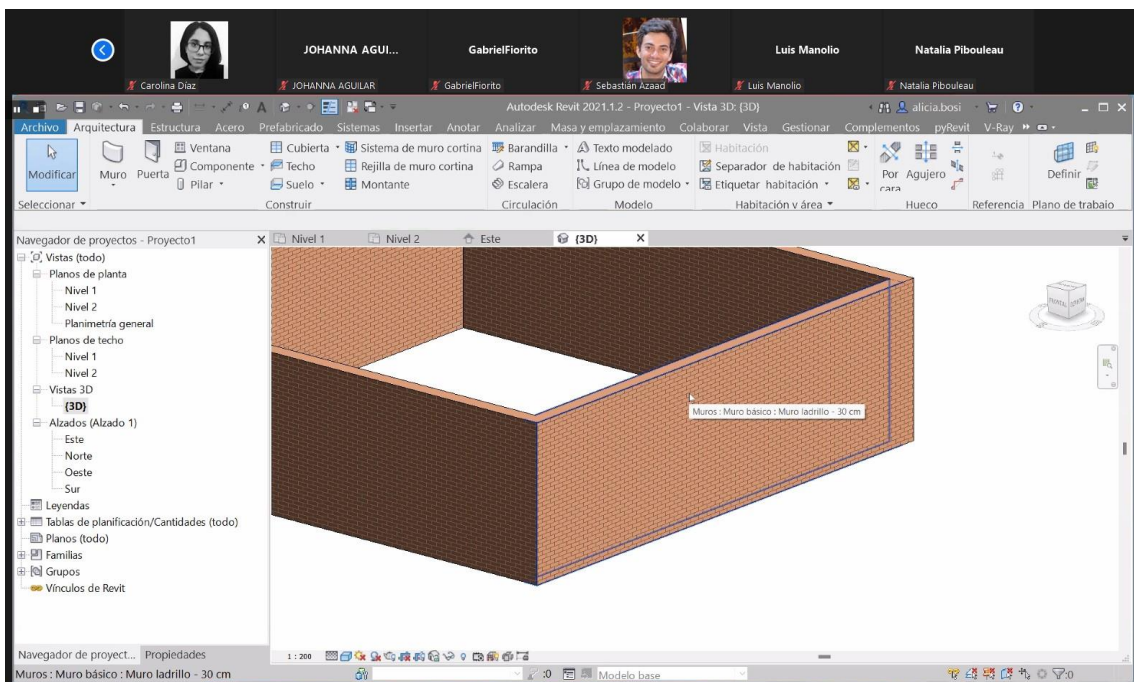 JOHANNA AGUI...
GabrielFiorito
Luis Manolio
Natalia Pibouleau
Carolina Díaz
JOHANNA AGUILAR
GabrielFiorito
Sebastián Azaad
Luis Manolio
Natalia Pibouleau
Autodesk Revit 2021.1.2 - Proyecto1 - Vista 3D: {3D}
alicia.bosi
Archivo Arquitectura Estructura Acero Prefabricado Sistemas Insertar Anotar Analizar Masa y emplazamiento Colaborar Vista Gestionar Complementos pyRevit V-Ray
Modificar
Muro
Puerta
Ventana
Componente
Pilar
Cubierta
Techo
Suelo
Sistema de muro cortina
Rejilla de muro cortina
Montante
Barandilla
Rampa
Escalera
Texto modelado
Línea de modelo
Grupo de modelo
Habitación
Separador de habitación
Etiquetar habitación
Por cara
Agujero
Definir
Seleccionar
Construir
Circulación
Modelo
Habitación y área
Hueco
Referencia
Plano de trabajo
Navegador de proyectos - Proyecto1
Nivel 1
Nivel 2
Este
{3D}
Vistas (todo)
Planos de planta
Nivel 1
Nivel 2
Planimetría general
Planos de techo
Nivel 1
Nivel 2
Vistas 3D
{3D}
Alzados (Alzado 1)
Este
Norte
Oeste
Sur
Leyendas
Tablas de planificación/Cantidades (todo)
Planos (todo)
Familias
Grupos
Vínculos de Revit
Muros : Muro básico : Muro ladrillo - 30 cm
Navegador de proyect... Propiedades
1 : 200
Muros : Muro básico : Muro ladrillo - 30 cm
:0
Modelo base
:0